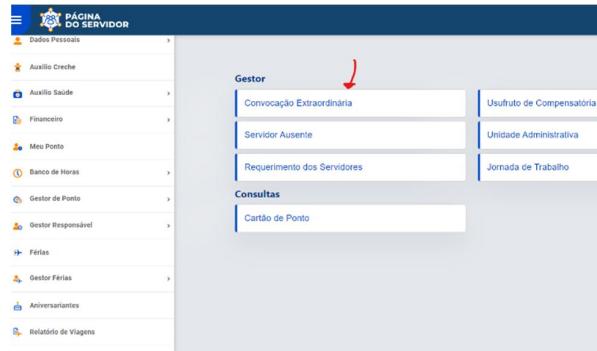 PÁGINA
DO SERVIDOR
Dados Pessoais
Auxílio Creche
Auxílio Saúde
Financeiro
Meu Ponto
Banco de Horas
Gestor de Ponto
Gestor Responsável
Férias
Gestor Férias
Aniversariantes
Relatório de Viagens
Gestor
Convocação Extraordinária
Usufruto de Compensatória
Servidor Ausente
Unidade Administrativa
Requerimento dos Servidores
Jornada de Trabalho
Consultas
Cartão de Ponto